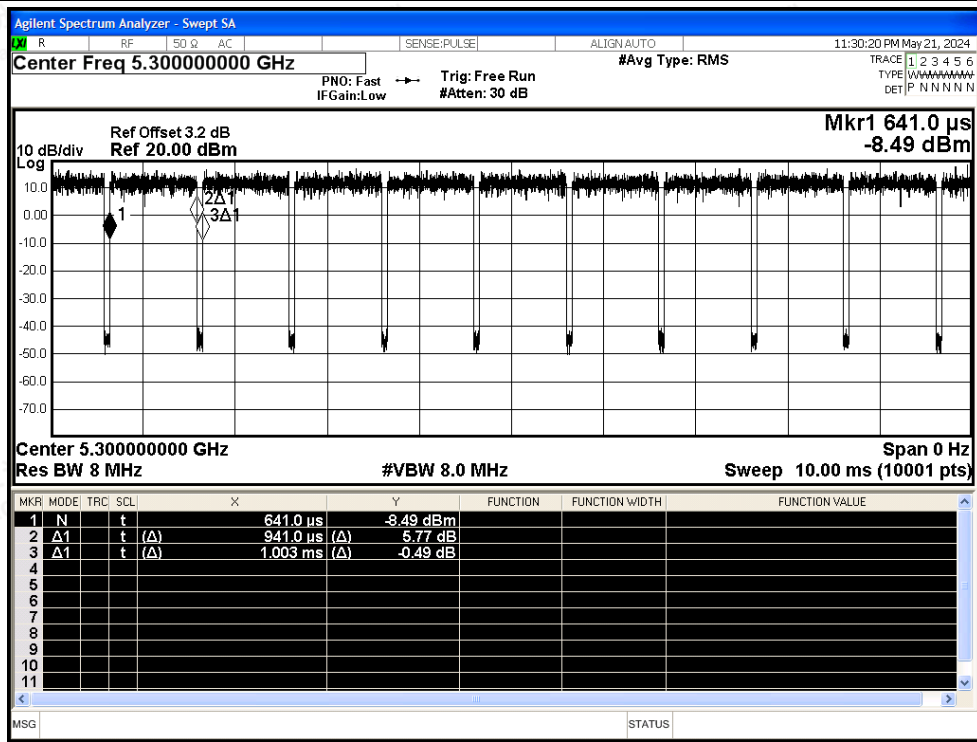 Agilent Spectrum Analyzer - Swept SA
LXI R RF 50 Ω AC SENSE:PULSE ALIGN AUTO 11:30:20 PM May 21, 2024
Center Freq 5.300000000 GHz
#Avg Type: RMS
TRACE 1 2 3 4 5 6
PNO: Fast Trig: Free Run
TYPE
IFGain:Low #Atten: 30 dB
DET P N N N N N
Mkr1 641.0 µs
-8.49 dBm
Ref Offset 3.2 dB
10 dB/div Ref 20.00 dBm
Log
10.0
0.00
-10.0
-20.0
-30.0
-40.0
-50.0
-60.0
-70.0
1
2Δ1
3Δ1
Center 5.300000000 GHz Span 0 Hz
Res BW 8 MHz #VBW 8.0 MHz Sweep 10.00 ms (10001 pts)
MKR MODE TRC SCL X Y FUNCTION FUNCTION WIDTH FUNCTION VALUE
1 N t 641.0 µs -8.49 dBm
2 Δ1 t (Δ) 941.0 µs (Δ) 5.77 dB
3 Δ1 t (Δ) 1.003 ms (Δ) -0.49 dB
4
5
6
7
8
9
10
11
MSG STATUS